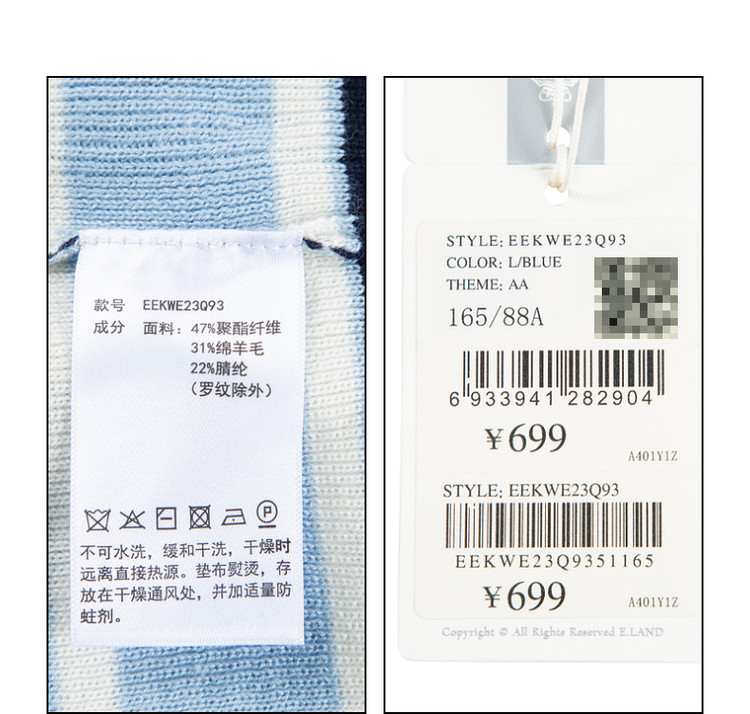 款号 EEKWE23Q93
成分 面料：47%聚酯纤维
31%绵羊毛
22%腈纶
（罗纹除外）
P
不可水洗，缓和干洗，干燥时
远离直接热源。垫布熨烫，存
放在干燥通风处，并加适量防
蛀剂。
STYLE: EEKWE23Q93
COLOR: L/BLUE
THEME: AA
165/88A
6 933941 282904
¥699
A401Y1Z
STYLE: EEKWE23Q93
EEKWE23Q9351165
¥699
A401Y1Z
Copyright © All Rights Reserved E.LAND